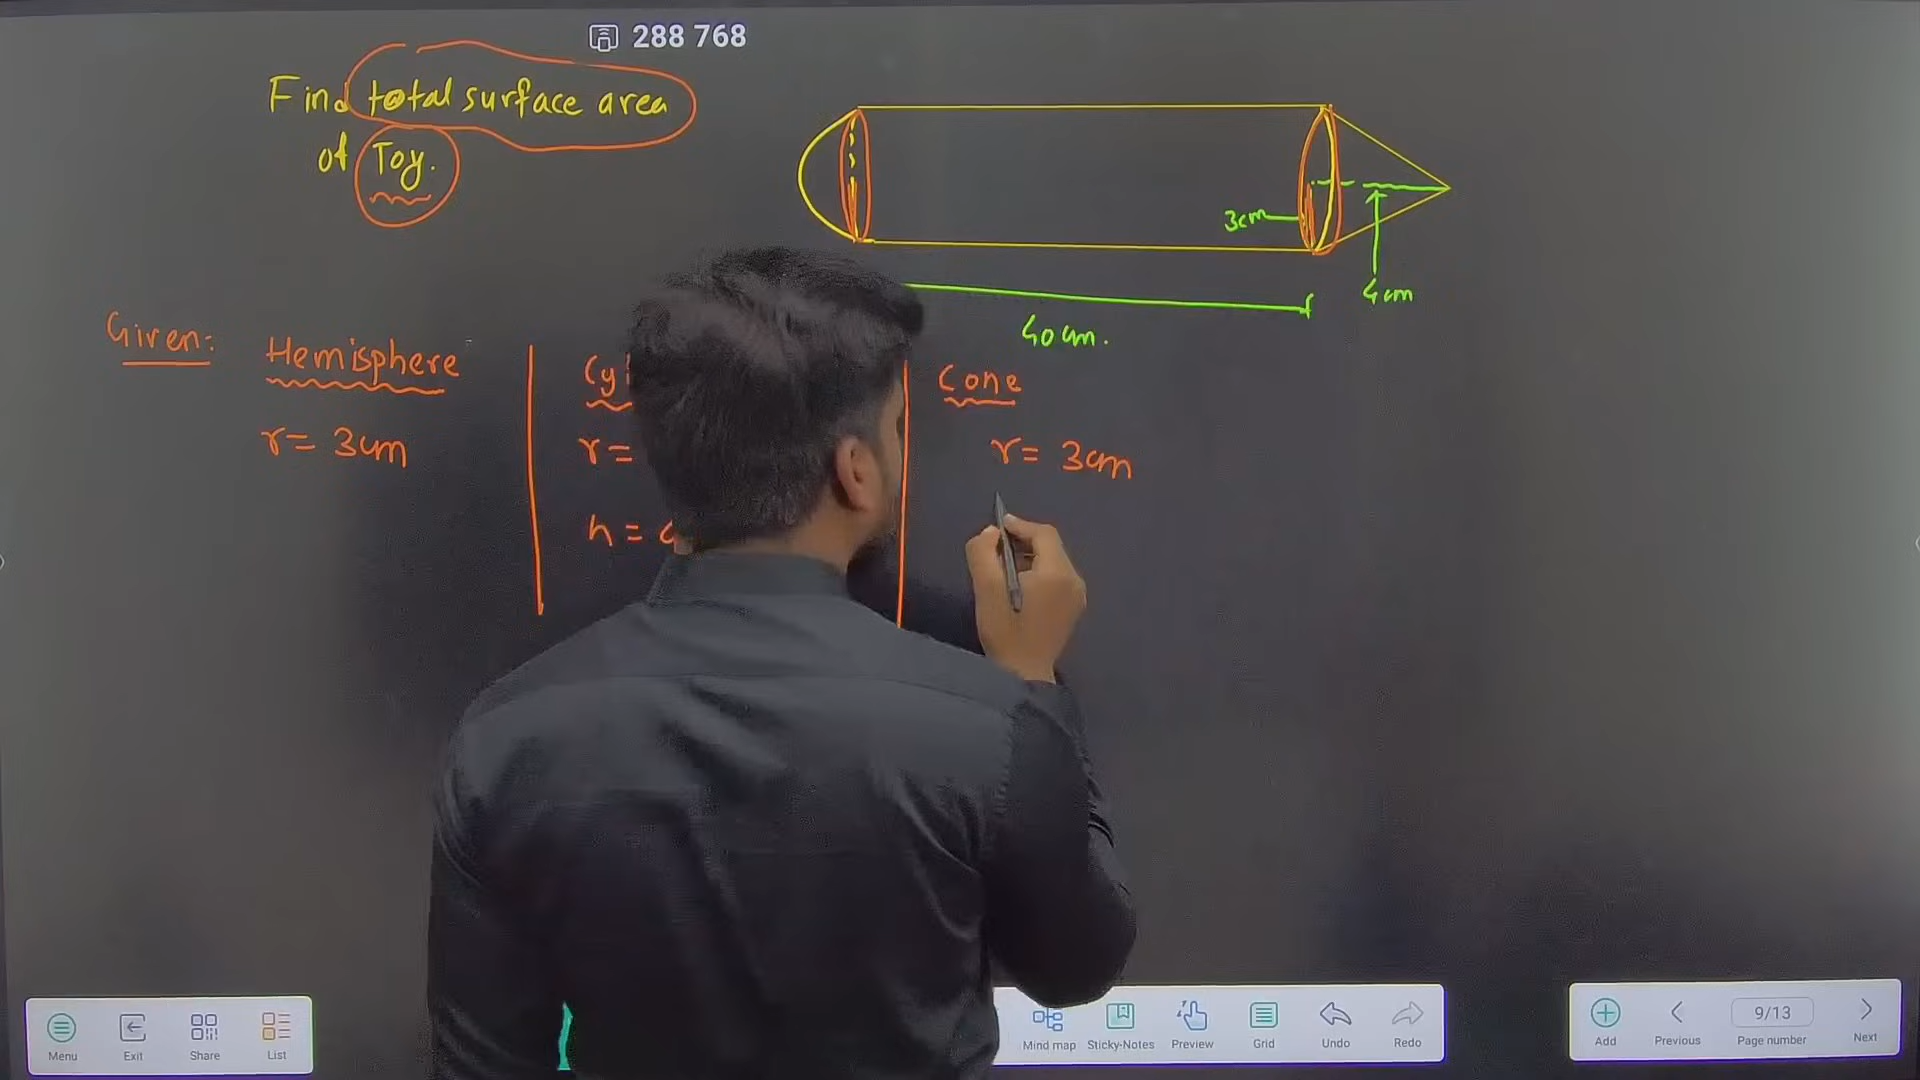 288 768
Find total surface area
of Toy.
3cm
4cm
40cm.
Given:
Hemisphere
r = 3cm
r =
h =
Cone
r = 3cm
Menu
Exit
Share
List
Mind map
Sticky-Notes
Preview
Grid
Undo
Redo
Add
Previous
9/13
Page number
Next